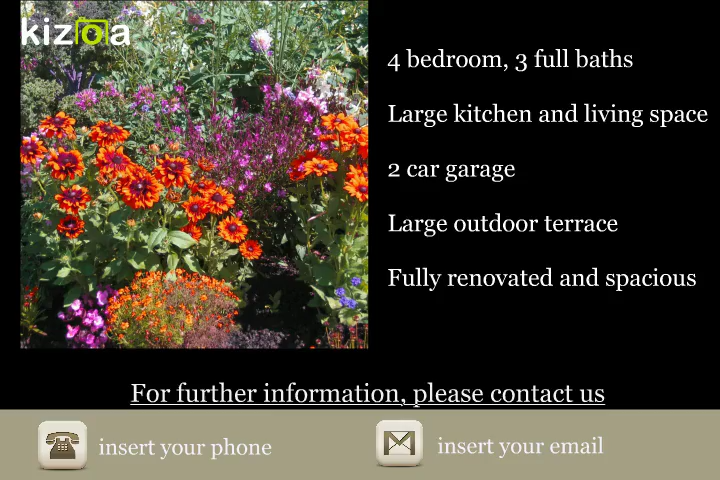 kizoa
4 bedroom, 3 full baths
Large kitchen and living space
2 car garage
Large outdoor terrace
Fully renovated and spacious
For further information, please contact us
insert your phone
insert your email